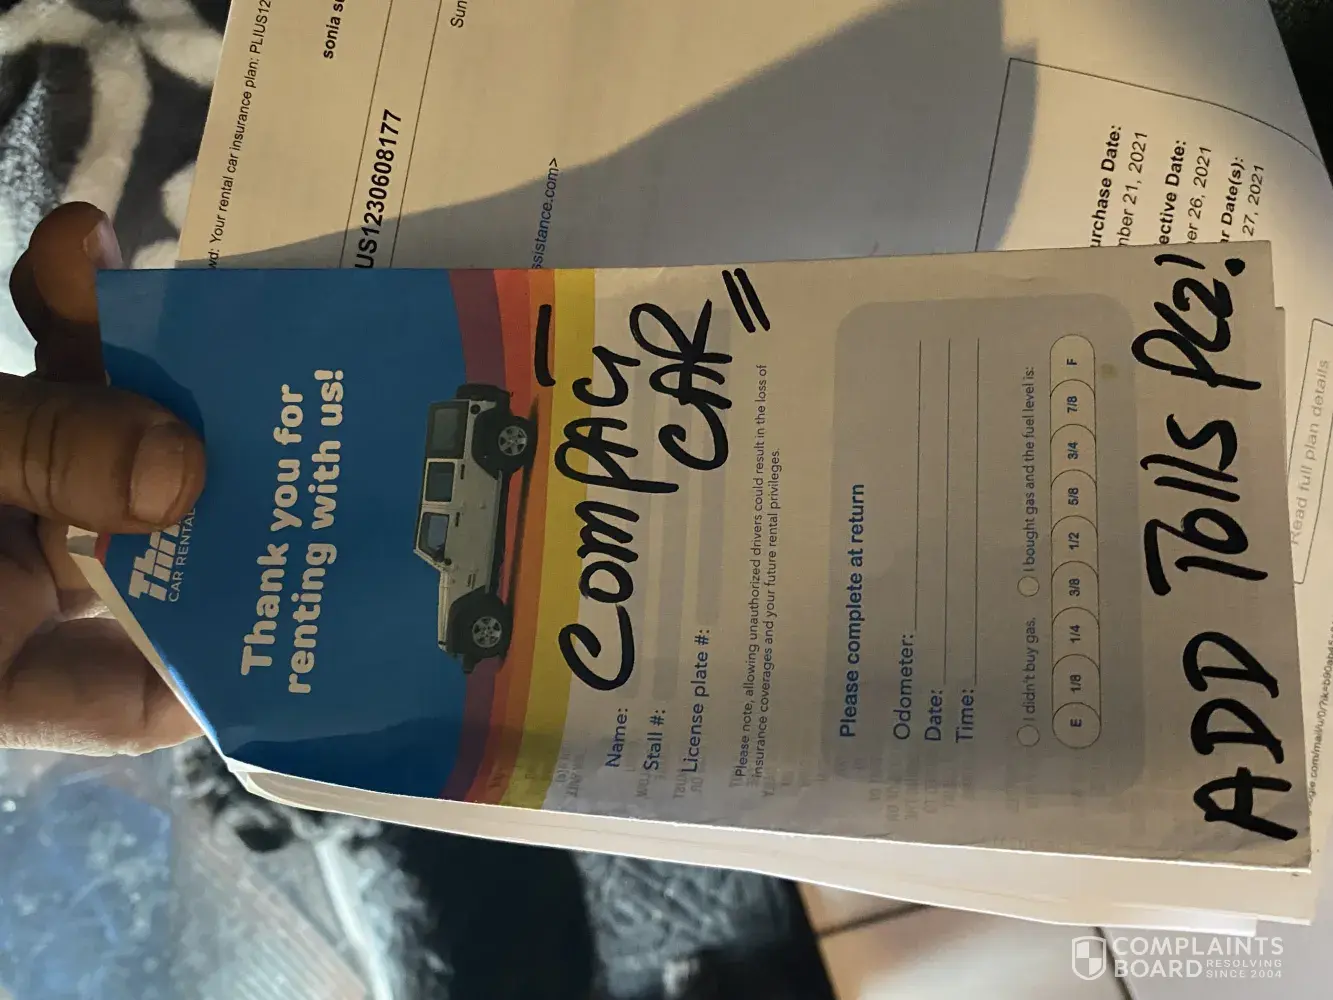 wd: Your rental car insurance plan: PLIUS12
sonia s
US1230608177
Sun
ssistance.com>
urchase Date:
mber 21, 2021
ective Date:
er 26, 2021
r Date(s):
27, 2021
Read full plan details
CAR RENTAL
Thank you for
renting with us!
COMPACT
CAR
Name:
Stall #:
License plate #:
Please note, allowing unauthorized drivers could result in the loss of
insurance coverages and your future rental privileges.
Please complete at return
Odometer:
Date:
Time:
I didn't buy gas. I bought gas and the fuel level is:
E 1/8 1/4 3/8 1/2 5/8 3/4 7/8 F
ADD Tolls Plz!
COMPLAINTS
BOARD RESOLVING
SINCE 2004